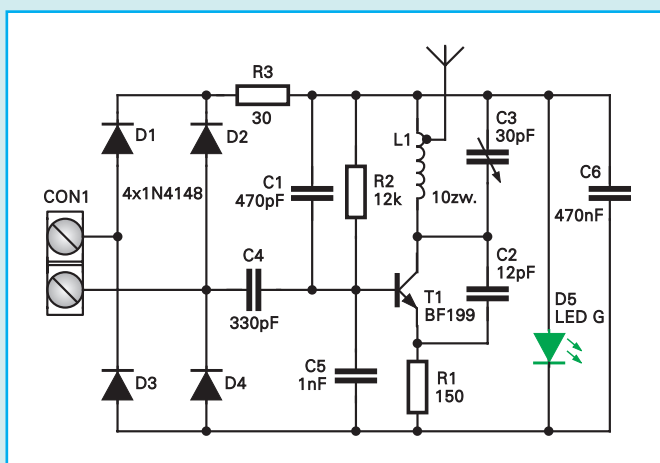 R3
30
D1
D2
L1
C3
30pF
CON1
4x1N4148
C1
470pF
R2
12k
10zw.
C6
470nF
C4
330pF
T1
BF199
C2
12pF
D5
LED G
D3
D4
C5
1nF
R1
150